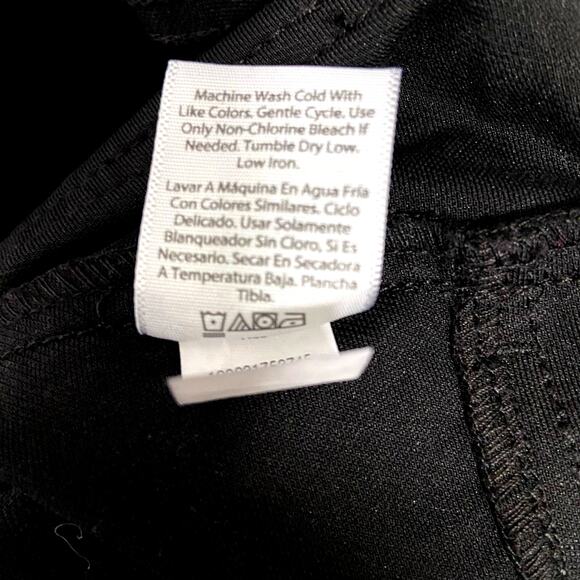 Machine Wash Cold With
Like Colors. Gentle Cycle. Use
Only Non-Chlorine Bleach If
Needed. Tumble Dry Low.
Low Iron.
Lavar A Máquina En Agua Fría
Con Colores Similares. Ciclo
Delicado. Usar Solamente
Blanqueador Sin Cloro, Si Es
Necesario. Secar En Secadora
A Temperatura Baja. Plancha
Tibla.